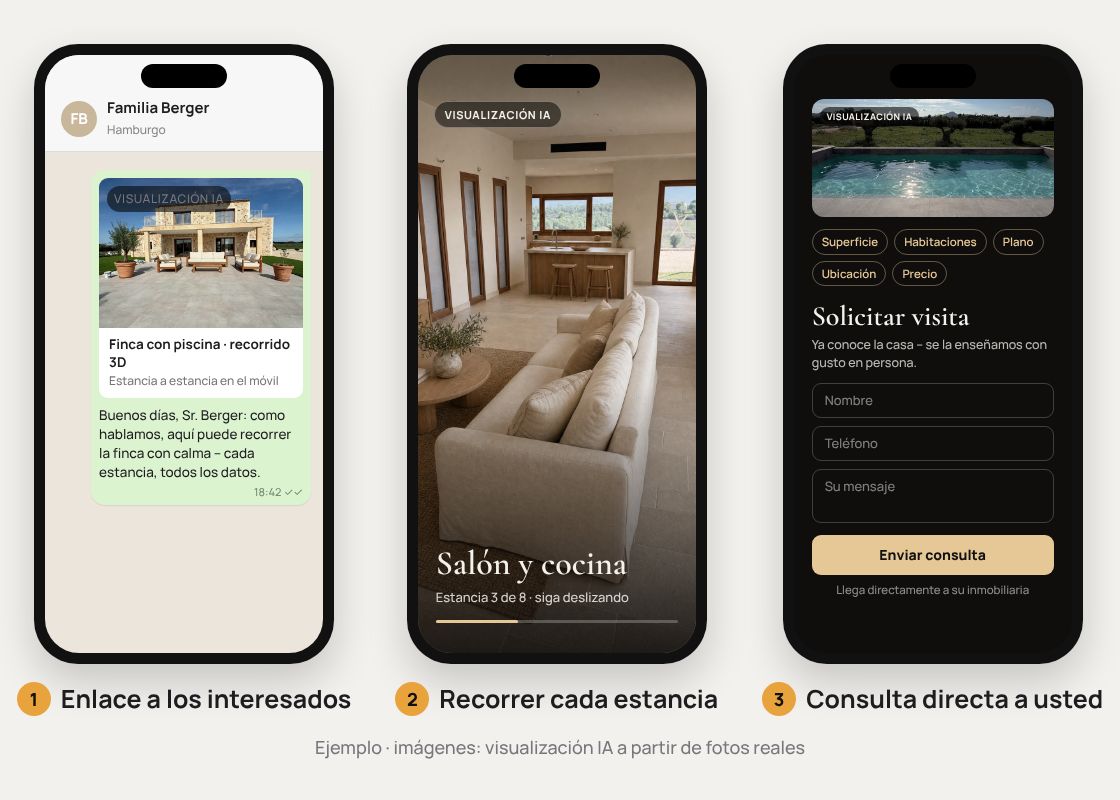 FB
Familia Berger
Hamburgo
VISUALIZACIÓN IA
Finca con piscina · recorrido
3D
Estancia a estancia en el móvil
Buenos días, Sr. Berger: como
hablamos, aquí puede recorrer
la finca con calma – cada
estancia, todos los datos.
18:42 ✓✓
1 Enlace a los interesados
VISUALIZACIÓN IA
Salón y cocina
Estancia 3 de 8 · siga deslizando
2 Recorrer cada estancia
VISUALIZACIÓN IA
Superficie Habitaciones Plano
Ubicación Precio
Solicitar visita
Ya conoce la casa – se la enseñamos con
gusto en persona.
Nombre
Teléfono
Su mensaje
Enviar consulta
Llega directamente a su inmobiliaria
3 Consulta directa a usted
Ejemplo · imágenes: visualización IA a partir de fotos reales